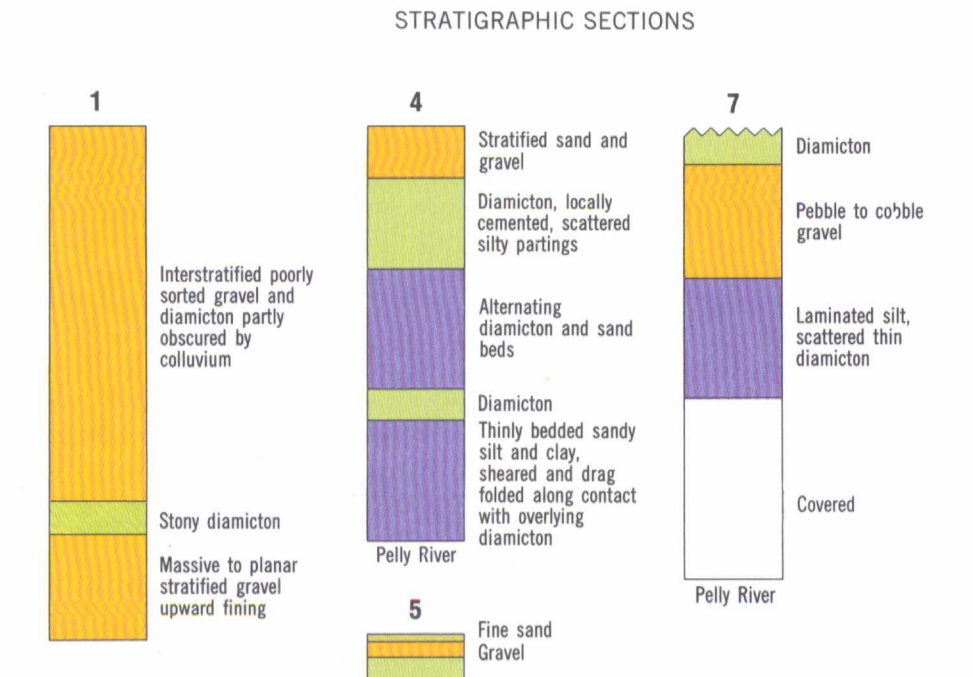 STRATIGRAPHIC SECTIONS
1
Interstratified poorly
sorted gravel and
diamicton partly
obscured by
colluvium
Stony diamicton
Massive to planar
stratified gravel
upward fining
4
Stratified sand and
gravel
Diamicton, locally
cemented, scattered
silty partings
Alternating
diamicton and sand
beds
Diamicton
Thinly bedded sandy
silt and clay,
sheared and drag
folded along contact
with overlying
diamicton
Pelly River
5
Fine sand
Gravel
7
Diamicton
Pebble to cobble
gravel
Laminated silt,
scattered thin
diamicton
Covered
Pelly River